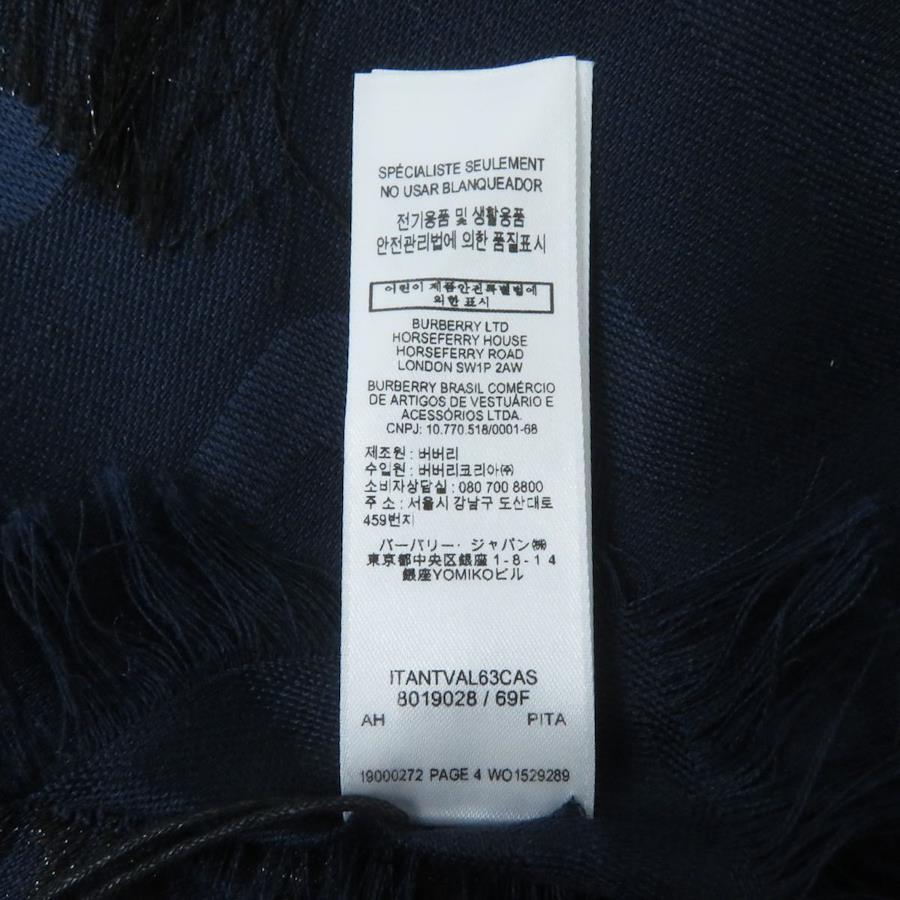 SPÉCIALISTE SEULEMENT
NO USAR BLANQUEADOR
전기용품 및 생활용품
안전관리법에 의한 품질표시
어린이 제품안전특별법에
의한 표시
BURBERRY LTD
HORSEFERRY HOUSE
HORSEFERRY ROAD
LONDON SW1P 2AW
BURBERRY BRASIL COMÉRCIO
DE ARTIGOS DE VESTUÁRIO E
ACESSÓRIOS LTDA.
CNPJ: 10.770.518/0001-68
제조원 : 버버리
수입원 : 버버리코리아㈜
소비자상담실 : 080 700 8800
주 소 : 서울시 강남구 도산대로
459번지
バーバリー・ジャパン㈱
東京都中央区銀座 1-8-14
銀座YOMIKOビル
ITANTVAL63CAS
8019028 / 69F
AH PITA
19000272 PAGE 4 WO1529289